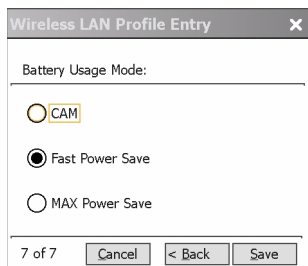 Wireless LAN Profile Entry
Battery Usage Mode:
CAM
Fast Power Save
MAX Power Save
7 of 7 Cancel < Back Save